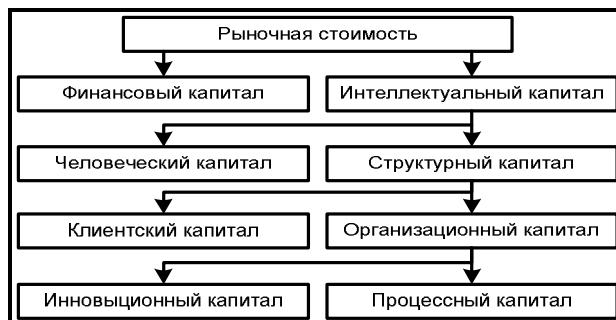 Рыночная стоимость
Финансовый капитал
Интеллектуальный капитал
Человеческий капитал
Структурный капитал
Клиентский капитал
Организационный капитал
Инновыционный капитал
Процессный капитал